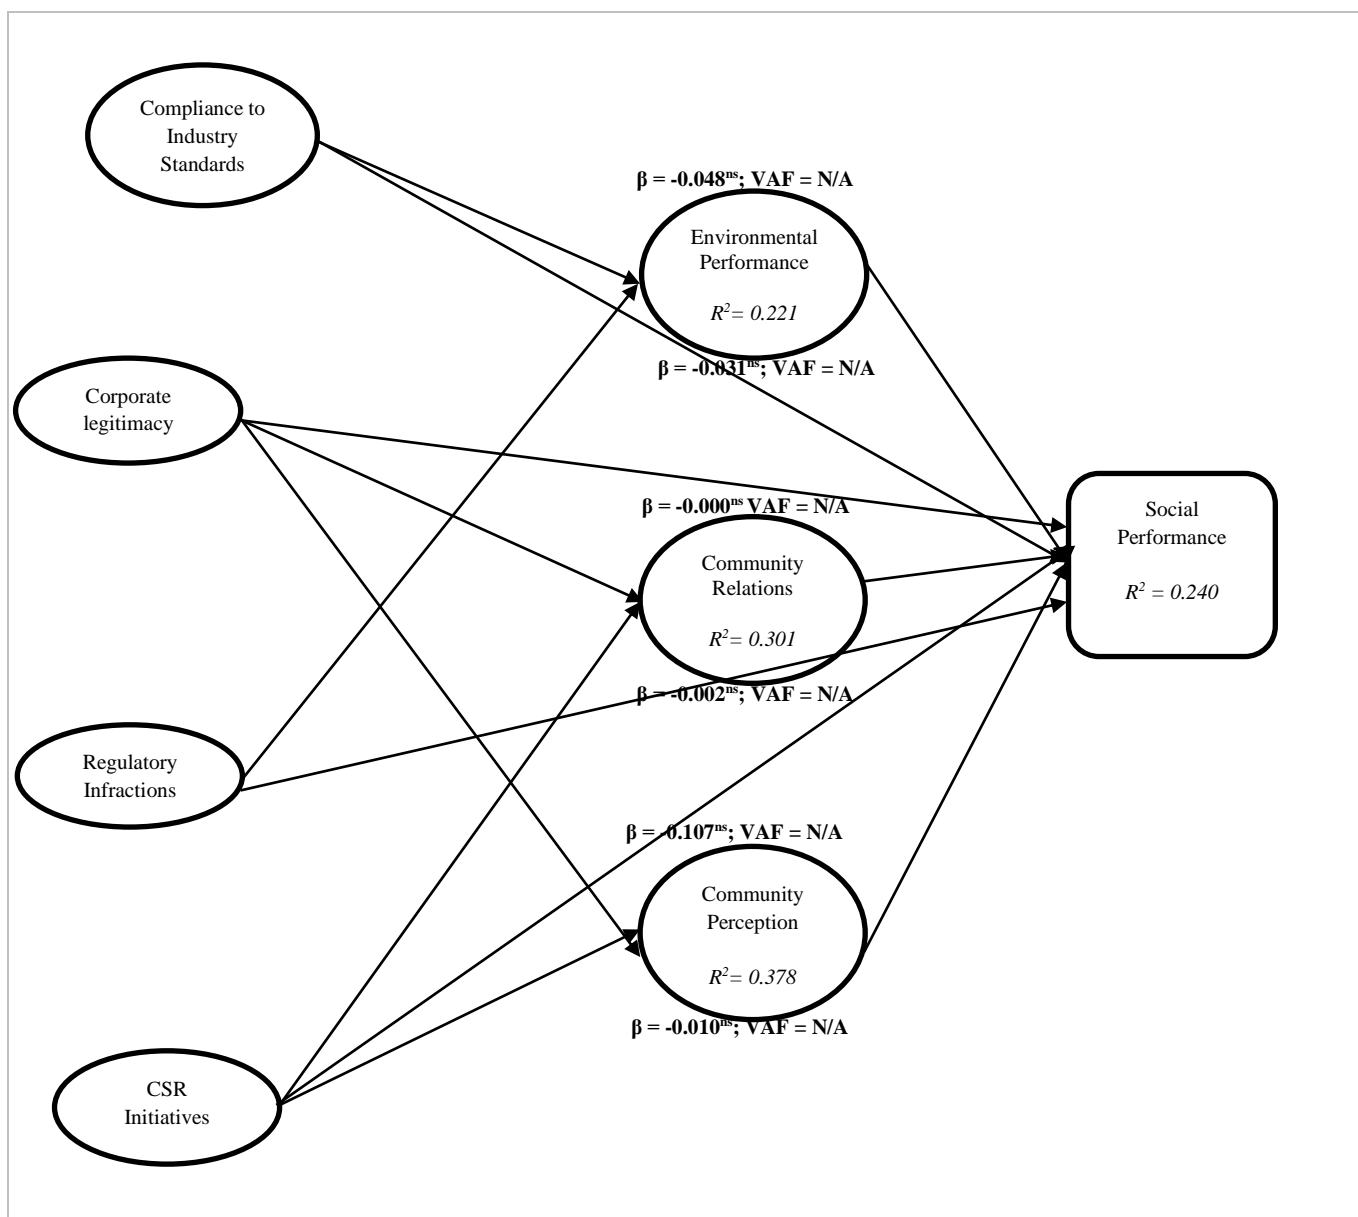 Compliance to
Industry
Standards
β = -0.048ⁿˢ; VAF = N/A
Environmental
Performance
R²= 0.221
β = -0.031ⁿˢ; VAF = N/A
Corporate
legitimacy
β = -0.000ⁿˢ VAF = N/A
Community
Relations
R²= 0.301
β = -0.002ⁿˢ; VAF = N/A
Social
Performance
R² = 0.240
Regulatory
Infractions
β = -0.107ⁿˢ; VAF = N/A
Community
Perception
R²= 0.378
β = -0.010ⁿˢ; VAF = N/A
CSR
Initiatives